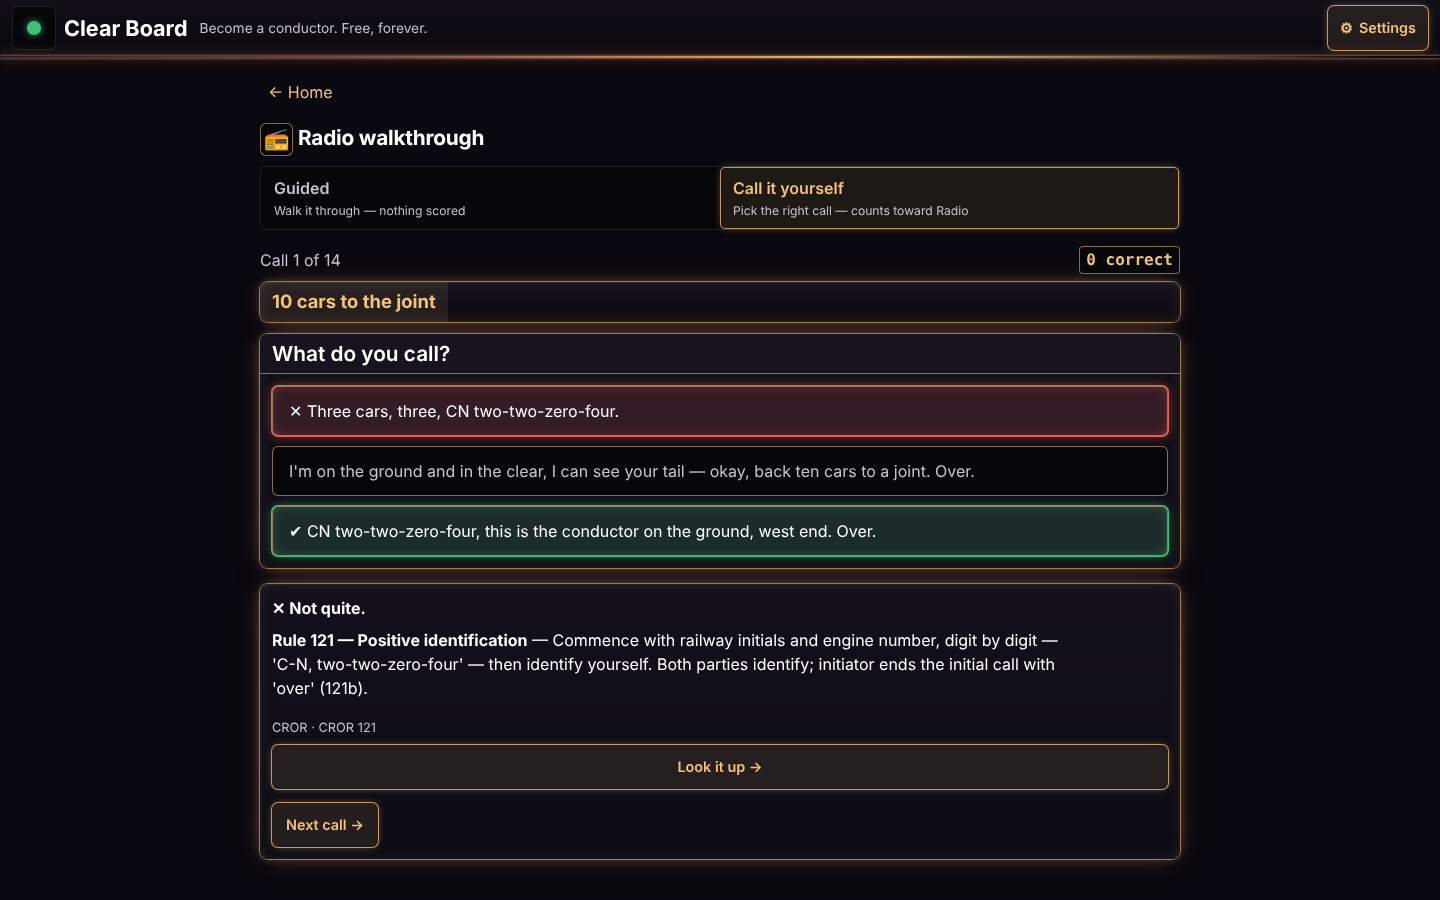 Clear Board
Become a conductor. Free, forever.
⚙ Settings
← Home
Radio walkthrough
Guided
Walk it through — nothing scored
Call it yourself
Pick the right call — counts toward Radio
Call 1 of 14
0 correct
10 cars to the joint
What do you call?
✕ Three cars, three, CN two-two-zero-four.
I'm on the ground and in the clear, I can see your tail — okay, back ten cars to a joint. Over.
✔ CN two-two-zero-four, this is the conductor on the ground, west end. Over.
✕ Not quite.
Rule 121 — Positive identification — Commence with railway initials and engine number, digit by digit —
'C-N, two-two-zero-four' — then identify yourself. Both parties identify; initiator ends the initial call with
'over' (121b).
CROR · CROR 121
Look it up →
Next call →